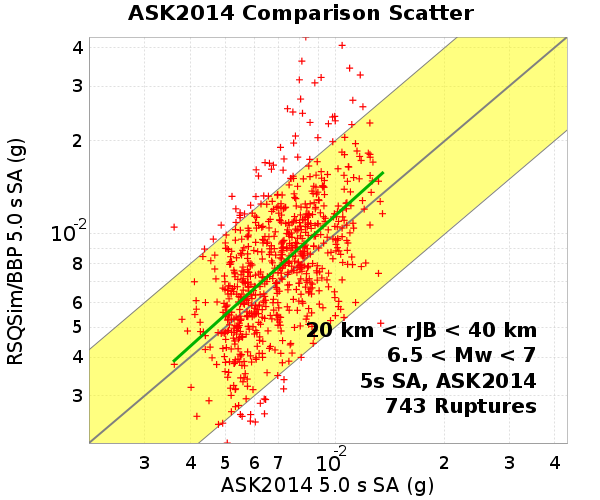 ASK2014 Comparison Scatter
RSQSim/BBP 5.0 s SA (g)
4
3
2
10-2
8
6
5
4
3
20 km < rJB < 40 km
6.5 < Mw < 7
5s SA, ASK2014
743 Ruptures
3 4 5 6 7 10-2 2 3 4
ASK2014 5.0 s SA (g)